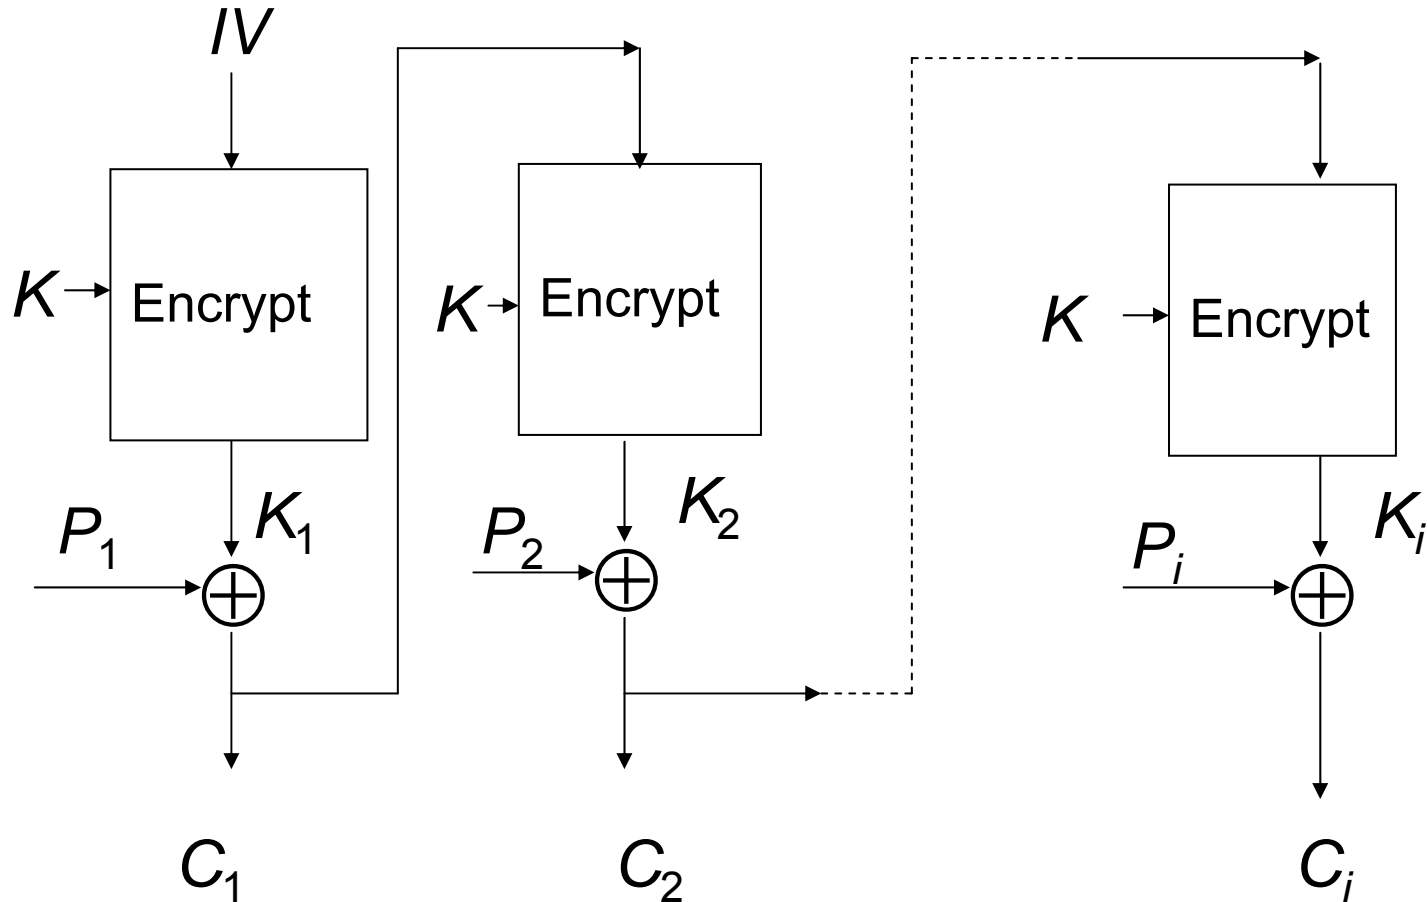 IV
K Encrypt
K Encrypt
K Encrypt
P1 K1
P2 K2
Pi Ki
C1
C2
Ci